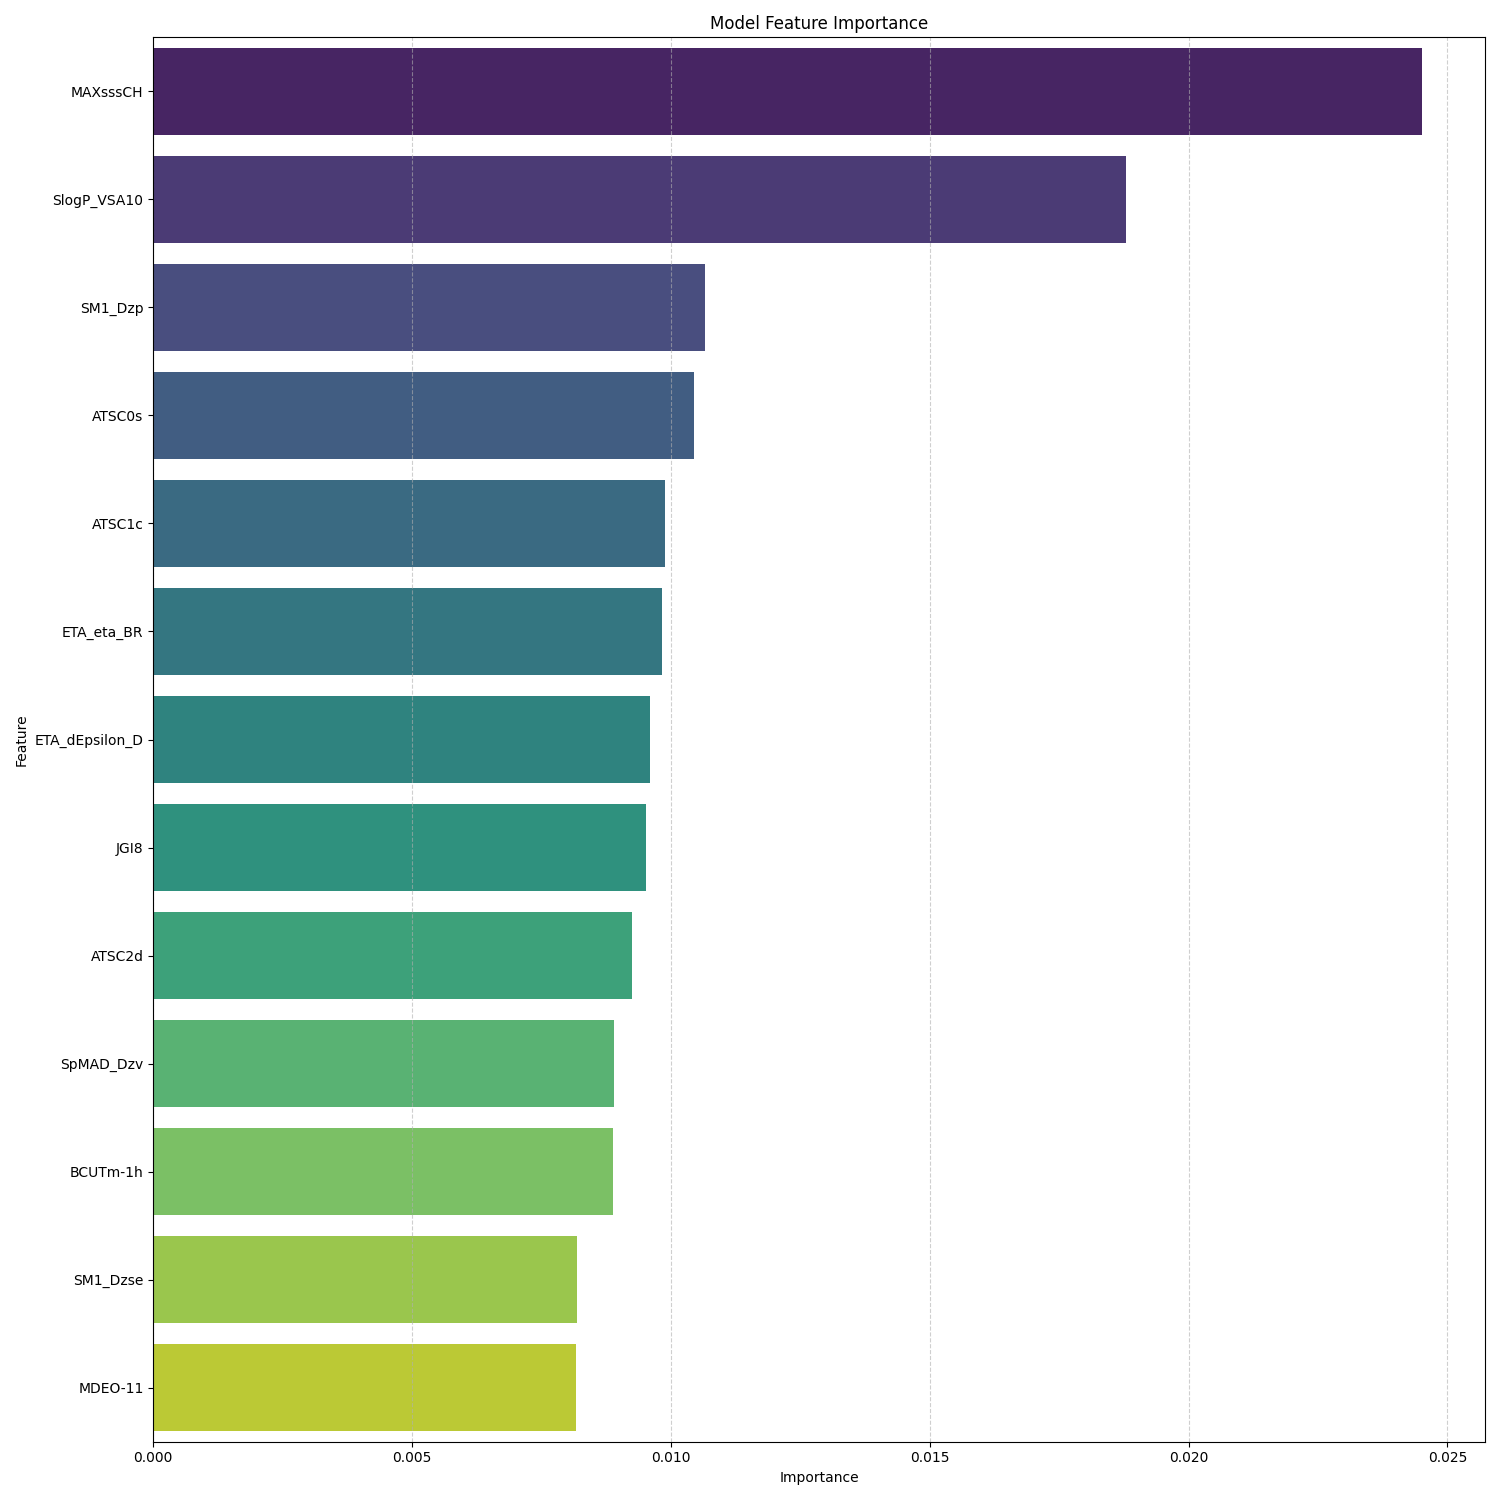 Model Feature Importance
MAXsssCH
SlogP_VSA10
SM1_Dzp
ATSC0s
ATSC1c
ETA_eta_BR
ETA_dEpsilon_D
JGI8
ATSC2d
SpMAD_Dzv
BCUTm-1h
SM1_Dzse
MDEO-11
Feature
0.000 0.005 0.010 0.015 0.020 0.025
Importance